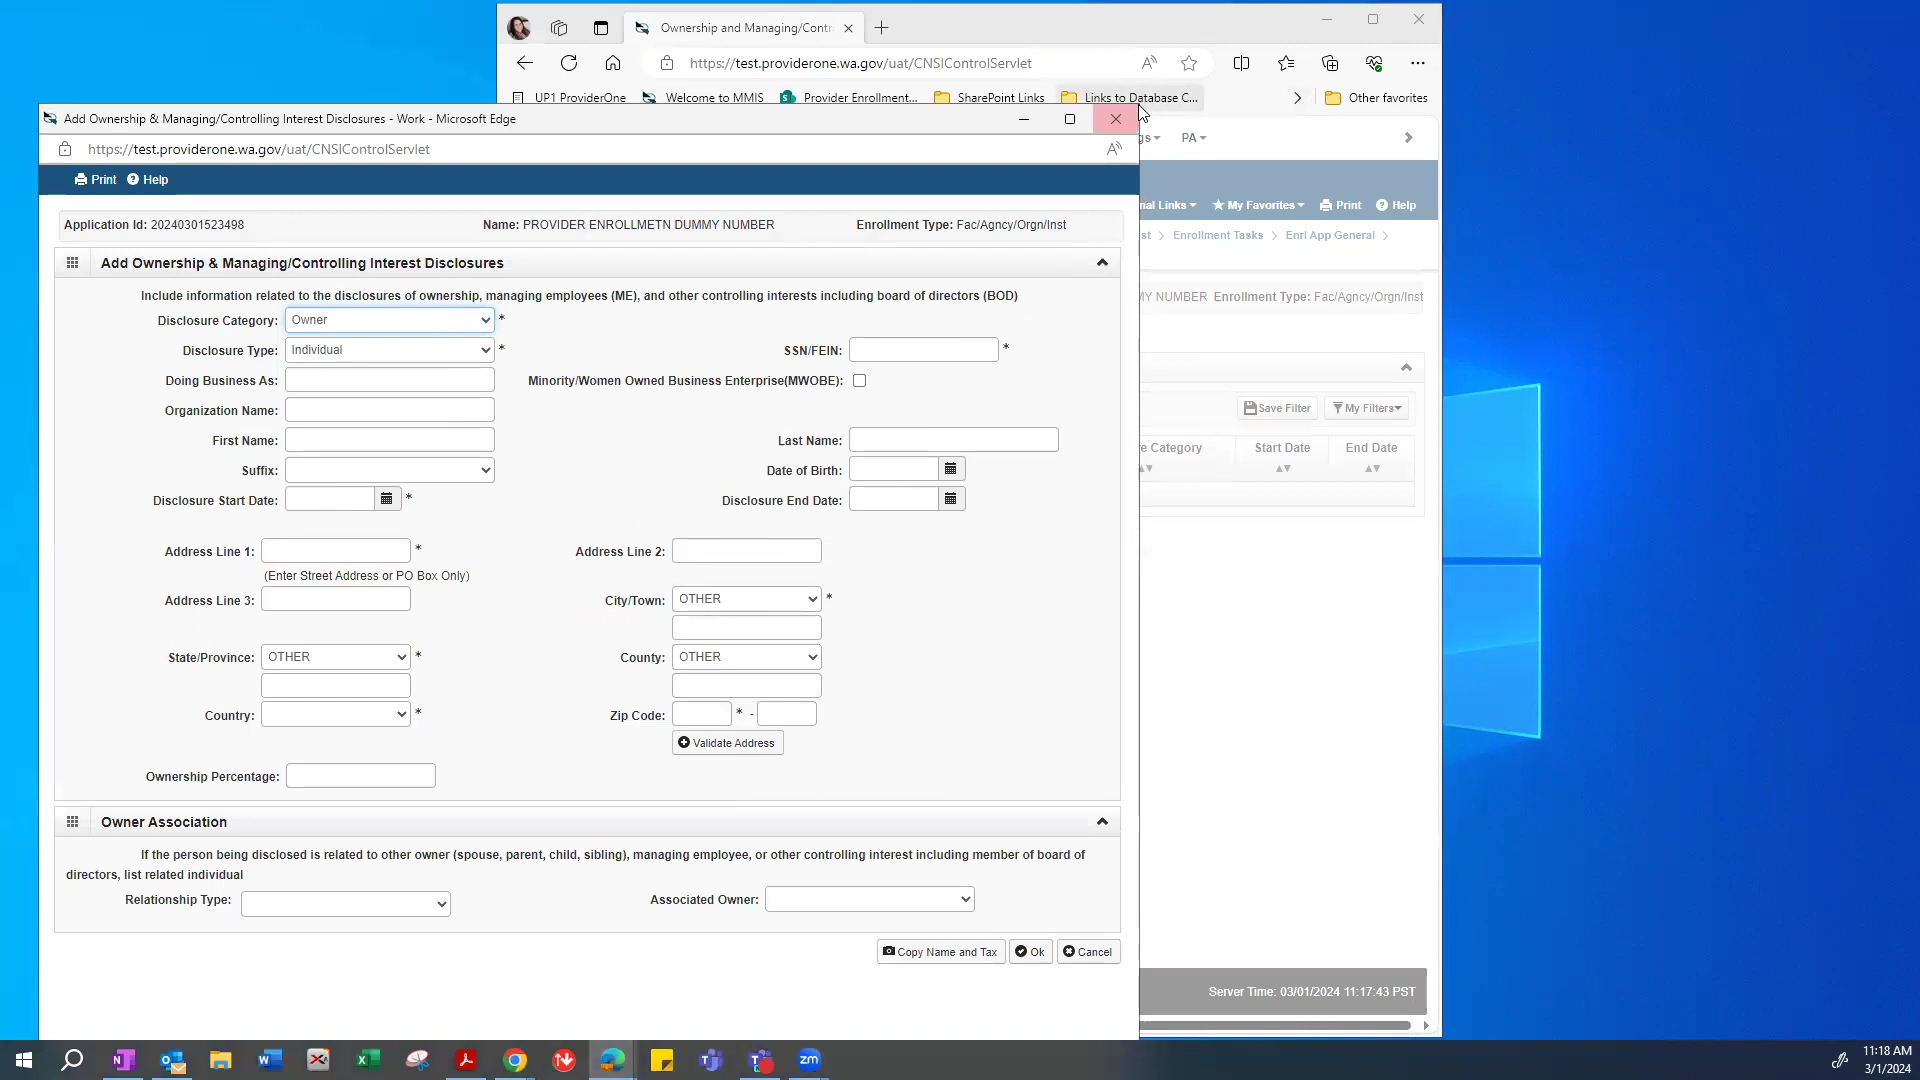 Ownership and Managing/Contr
https://test.providerone.wa.gov/uat/CNSIControlServlet
UP1 ProviderOne Welcome to MMIS Provider Enrollment... SharePoint Links Links to Database C... Other favorites
Add Ownership & Managing/Controlling Interest Disclosures - Work - Microsoft Edge
gs PA
https://test.providerone.wa.gov/uat/CNSIControlServlet
Print Help
nal Links My Favorites Print Help
Application Id: 20240301523498 Name: PROVIDER ENROLLMETN DUMMY NUMBER Enrollment Type: Fac/Agncy/Orgn/Inst
st > Enrollment Tasks > Enrl App General >
Add Ownership & Managing/Controlling Interest Disclosures
Include information related to the disclosures of ownership, managing employees (ME), and other controlling interests including board of directors (BOD)
MY NUMBER Enrollment Type: Fac/Agncy/Orgn/Inst
Disclosure Category: Owner *
Disclosure Type: Individual * SSN/FEIN: *
Doing Business As: Minority/Women Owned Business Enterprise(MWOBE):
Organization Name:
Save Filter My Filters
First Name: Last Name:
e Category Start Date End Date
Suffix: Date of Birth:
Disclosure Start Date: * Disclosure End Date:
Address Line 1: * Address Line 2:
(Enter Street Address or PO Box Only)
Address Line 3: City/Town: OTHER *
State/Province: OTHER * County: OTHER
Country: * Zip Code: * -
Validate Address
Ownership Percentage:
Owner Association
If the person being disclosed is related to other owner (spouse, parent, child, sibling), managing employee, or other controlling interest including member of board of
directors, list related individual
Relationship Type: Associated Owner:
Copy Name and Tax Ok Cancel
Server Time: 03/01/2024 11:17:43 PST
11:18 AM
3/1/2024